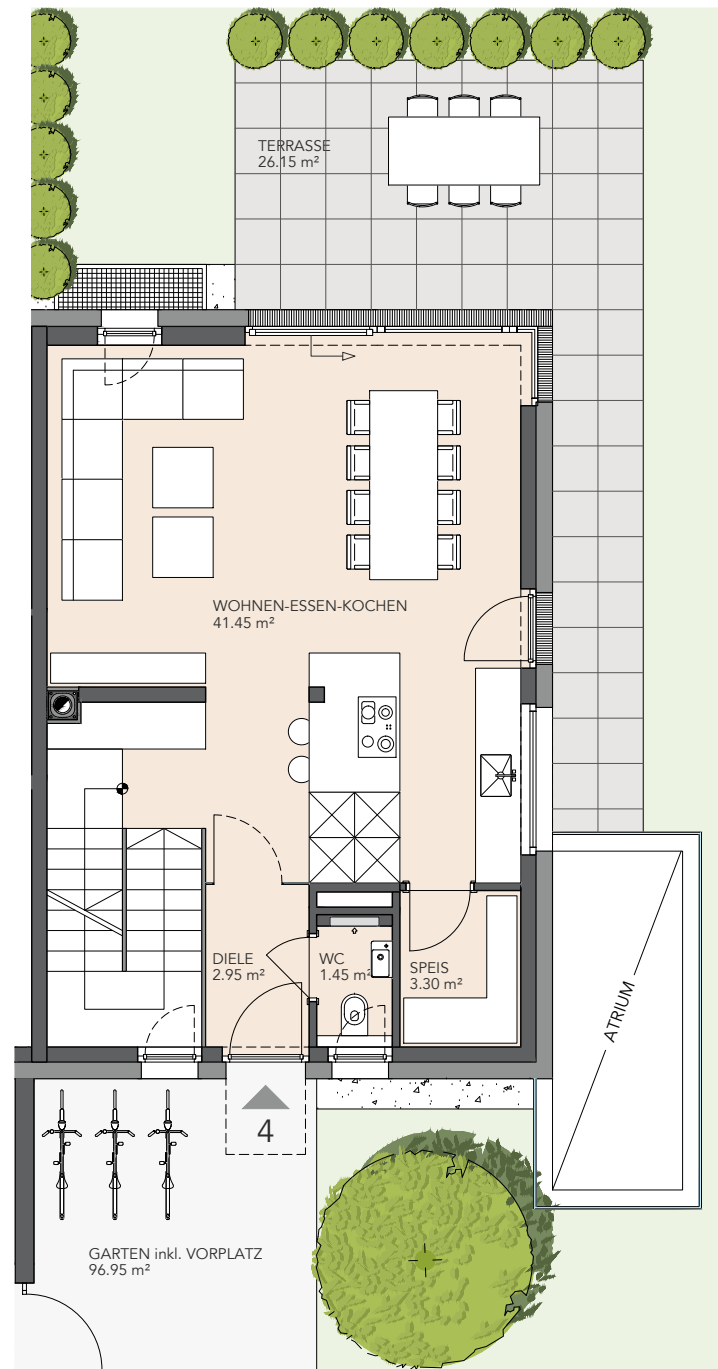 TERRASSE
26.15 m²
WOHNEN-ESSEN-KOCHEN
41.45 m²
DIELE
2.95 m²
WC
1.45 m²
SPEIS
3.30 m²
ATRIUM
4
GARTEN inkl. VORPLATZ
96.95 m²